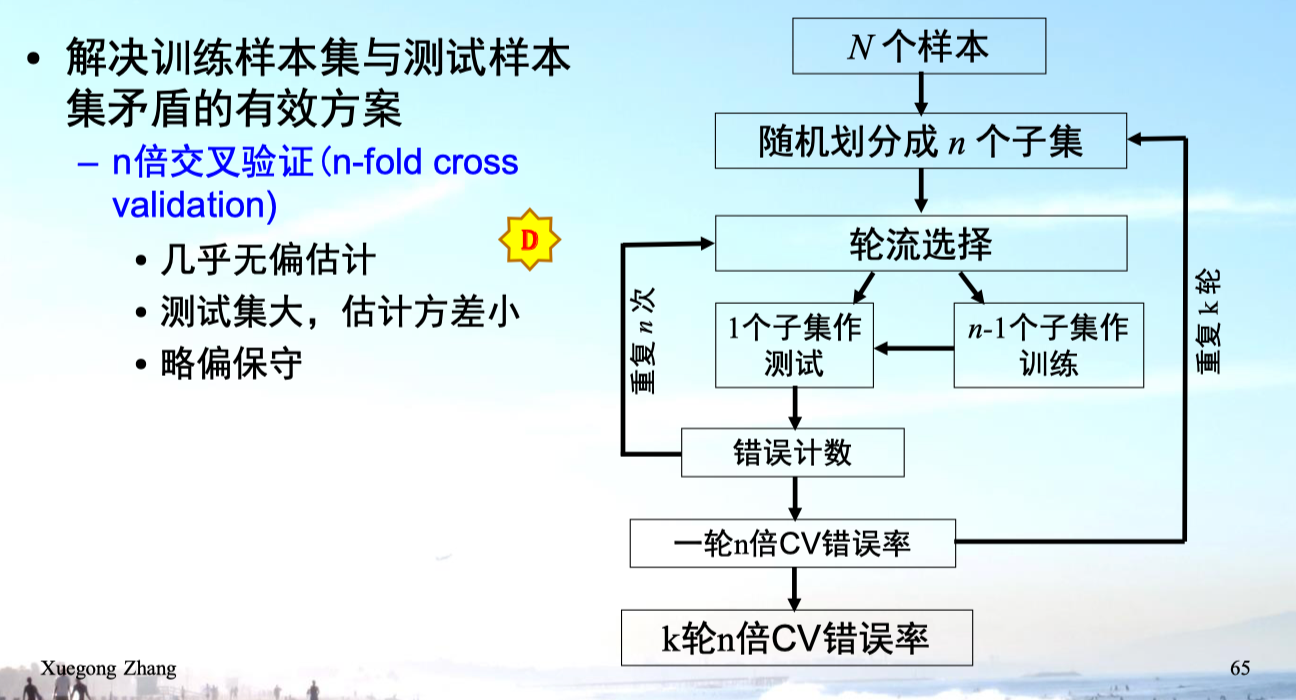 • 解决训练样本集与测试样本
集矛盾的有效方案
– n倍交叉验证(n-fold cross
validation)
• 几乎无偏估计
• 测试集大，估计方差小
• 略偏保守
D
N 个样本
随机划分成 n 个子集
轮流选择
1个子集作
测试
n-1个子集作
训练
重复 n 次
重复 k 轮
错误计数
一轮n倍CV错误率
k轮n倍CV错误率
Xuegong Zhang
65